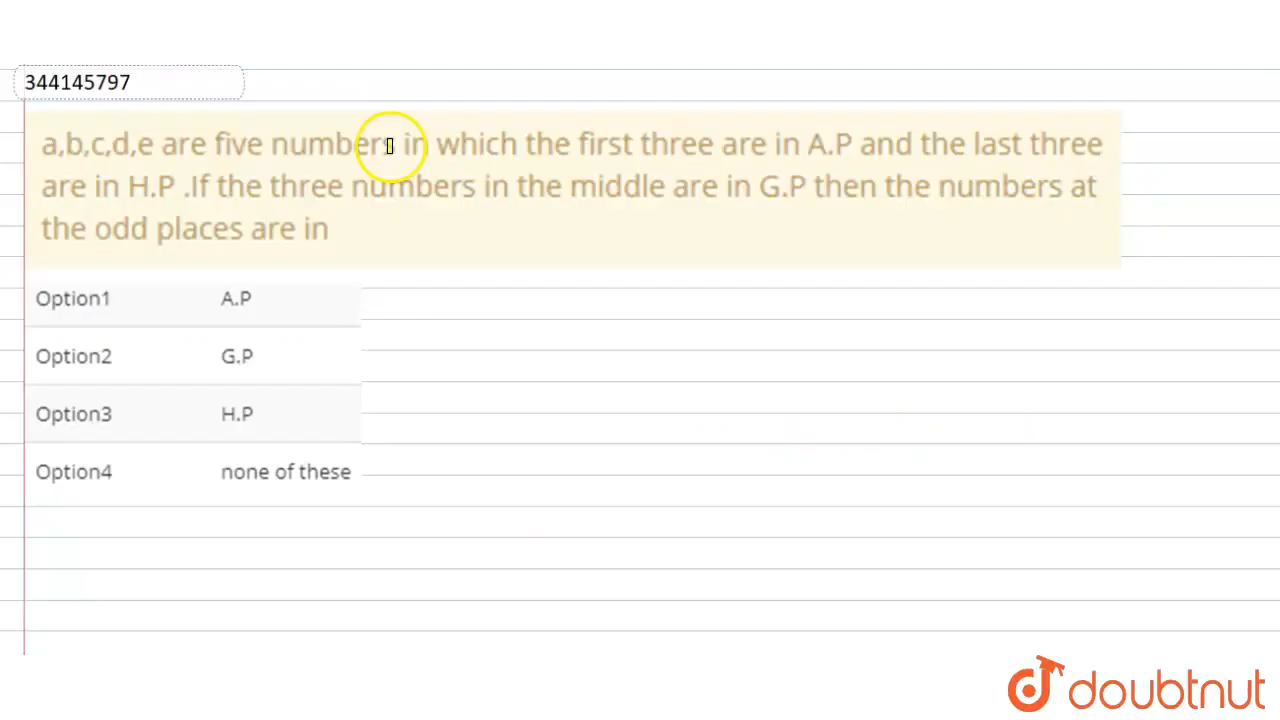 344145797
a,b,c,d,e are five numbers in which the first three are in A.P and the last three
are in H.P .If the three numbers in the middle are in G.P then the numbers at
the odd places are in
Option1 A.P
Option2 G.P
Option3 H.P
Option4 none of these
doubtnut